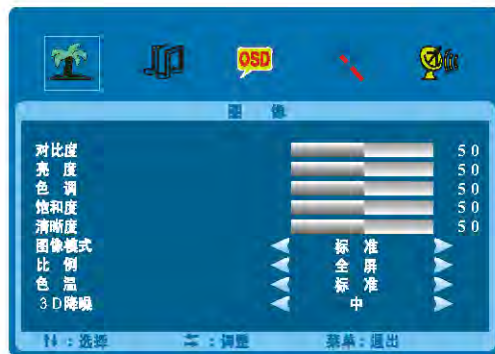 OSD
图 像
对比度 50
亮 度 50
色 调 50
饱和度 50
清晰度 50
图像模式 标 准
比 例 全 屏
色 温 标 准
3D降噪 中
：选择 ：调整 菜单：退出